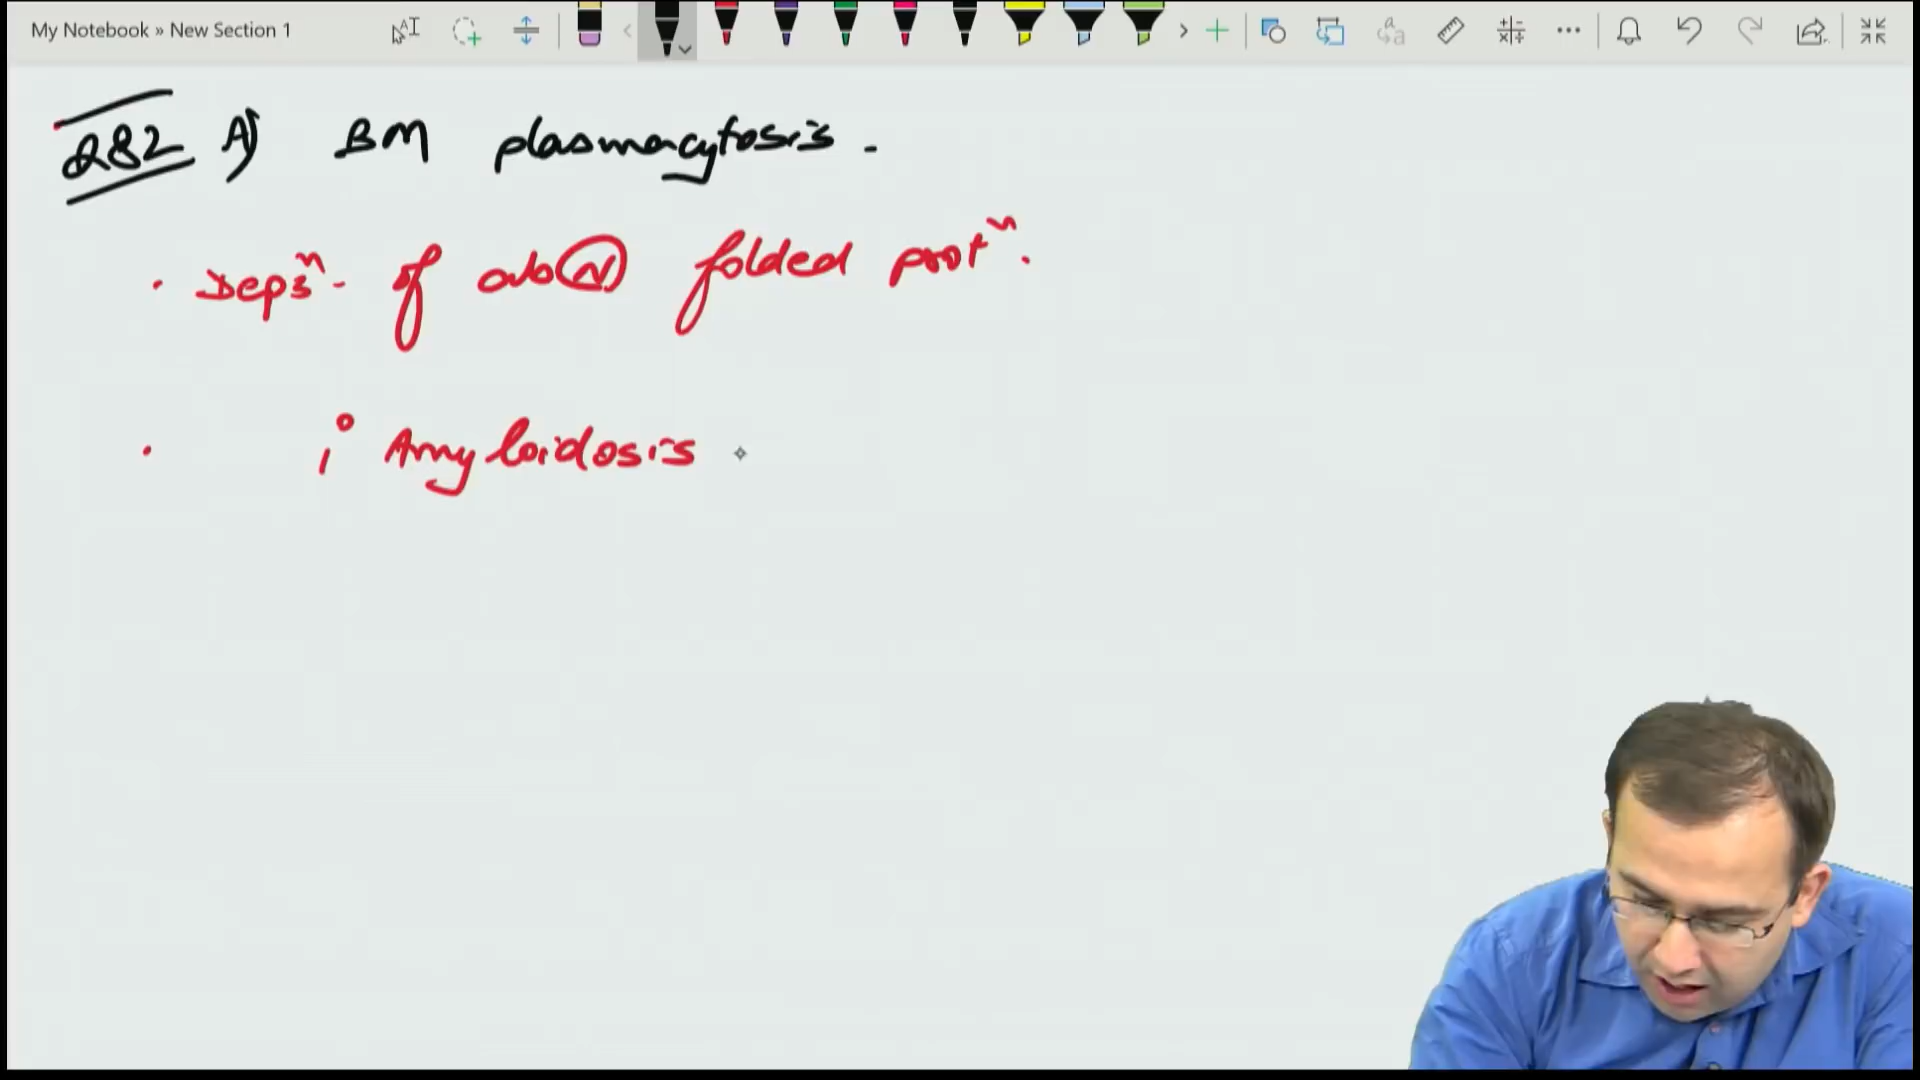 My Notebook » New Section 1
Q82 A) BM plasmacytosis.
· Depsⁿ- of ab(N) folded protⁿ.
· 1° Amyloidosis